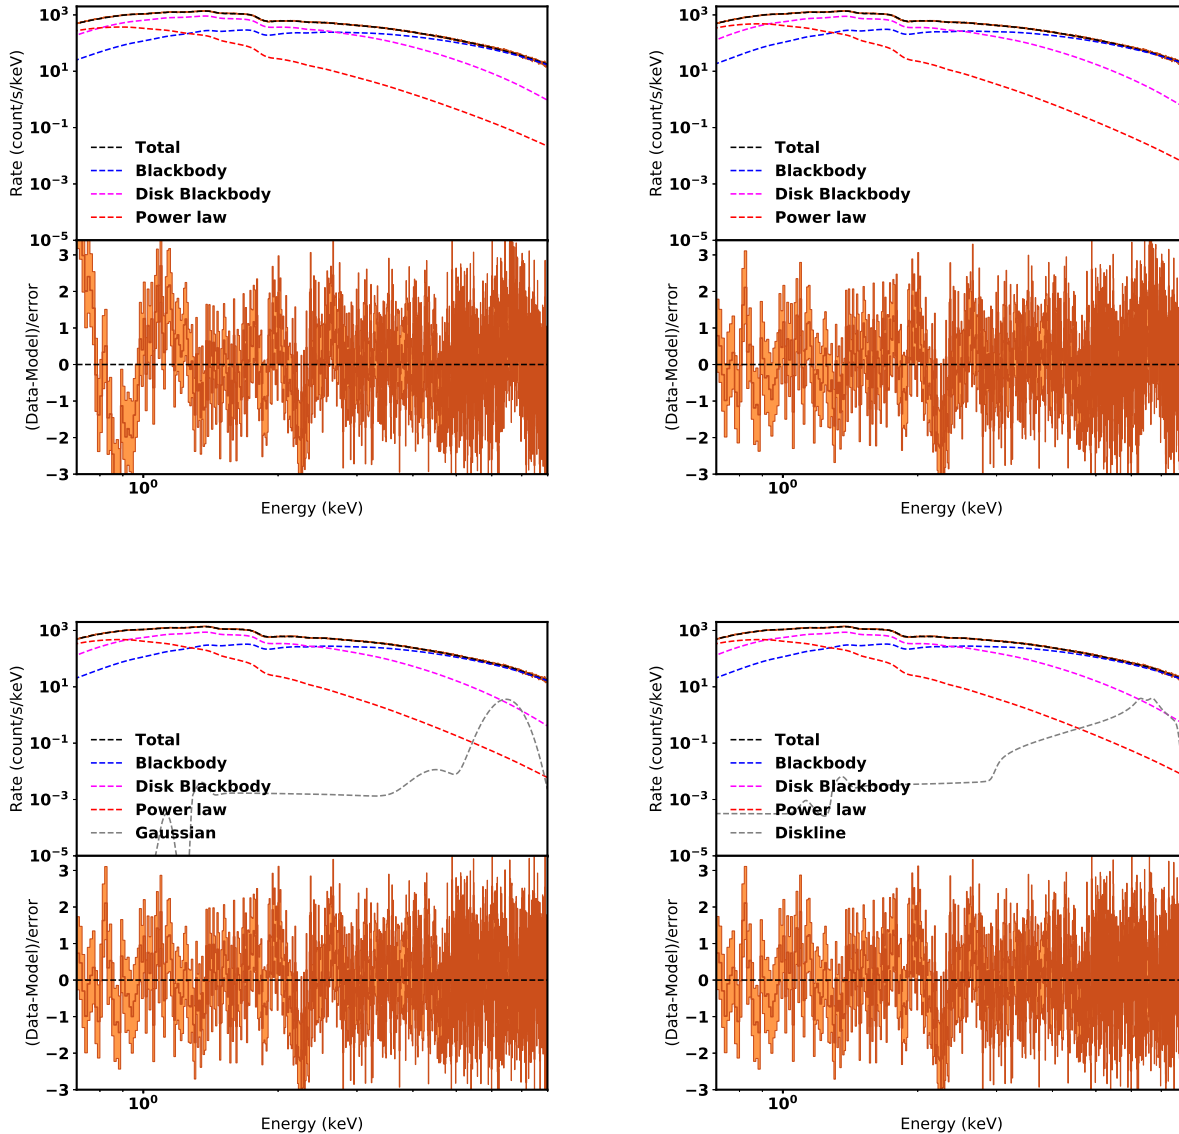 10³
10¹
10⁻¹
10⁻³
10⁻⁵
Rate (count/s/keV)
Total
Blackbody
Disk Blackbody
Power law
3
2
1
0
−1
−2
−3
(Data-Model)/error
10⁰
Energy (keV)
10³
10¹
10⁻¹
10⁻³
10⁻⁵
Rate (count/s/keV)
Total
Blackbody
Disk Blackbody
Power law
3
2
1
0
−1
−2
−3
(Data-Model)/error
10⁰
Energy (keV)
10³
10¹
10⁻¹
10⁻³
10⁻⁵
Rate (count/s/keV)
Total
Blackbody
Disk Blackbody
Power law
Gaussian
3
2
1
0
−1
−2
−3
(Data-Model)/error
10⁰
Energy (keV)
10³
10¹
10⁻¹
10⁻³
10⁻⁵
Rate (count/s/keV)
Total
Blackbody
Disk Blackbody
Power law
Diskline
3
2
1
0
−1
−2
−3
(Data-Model)/error
10⁰
Energy (keV)